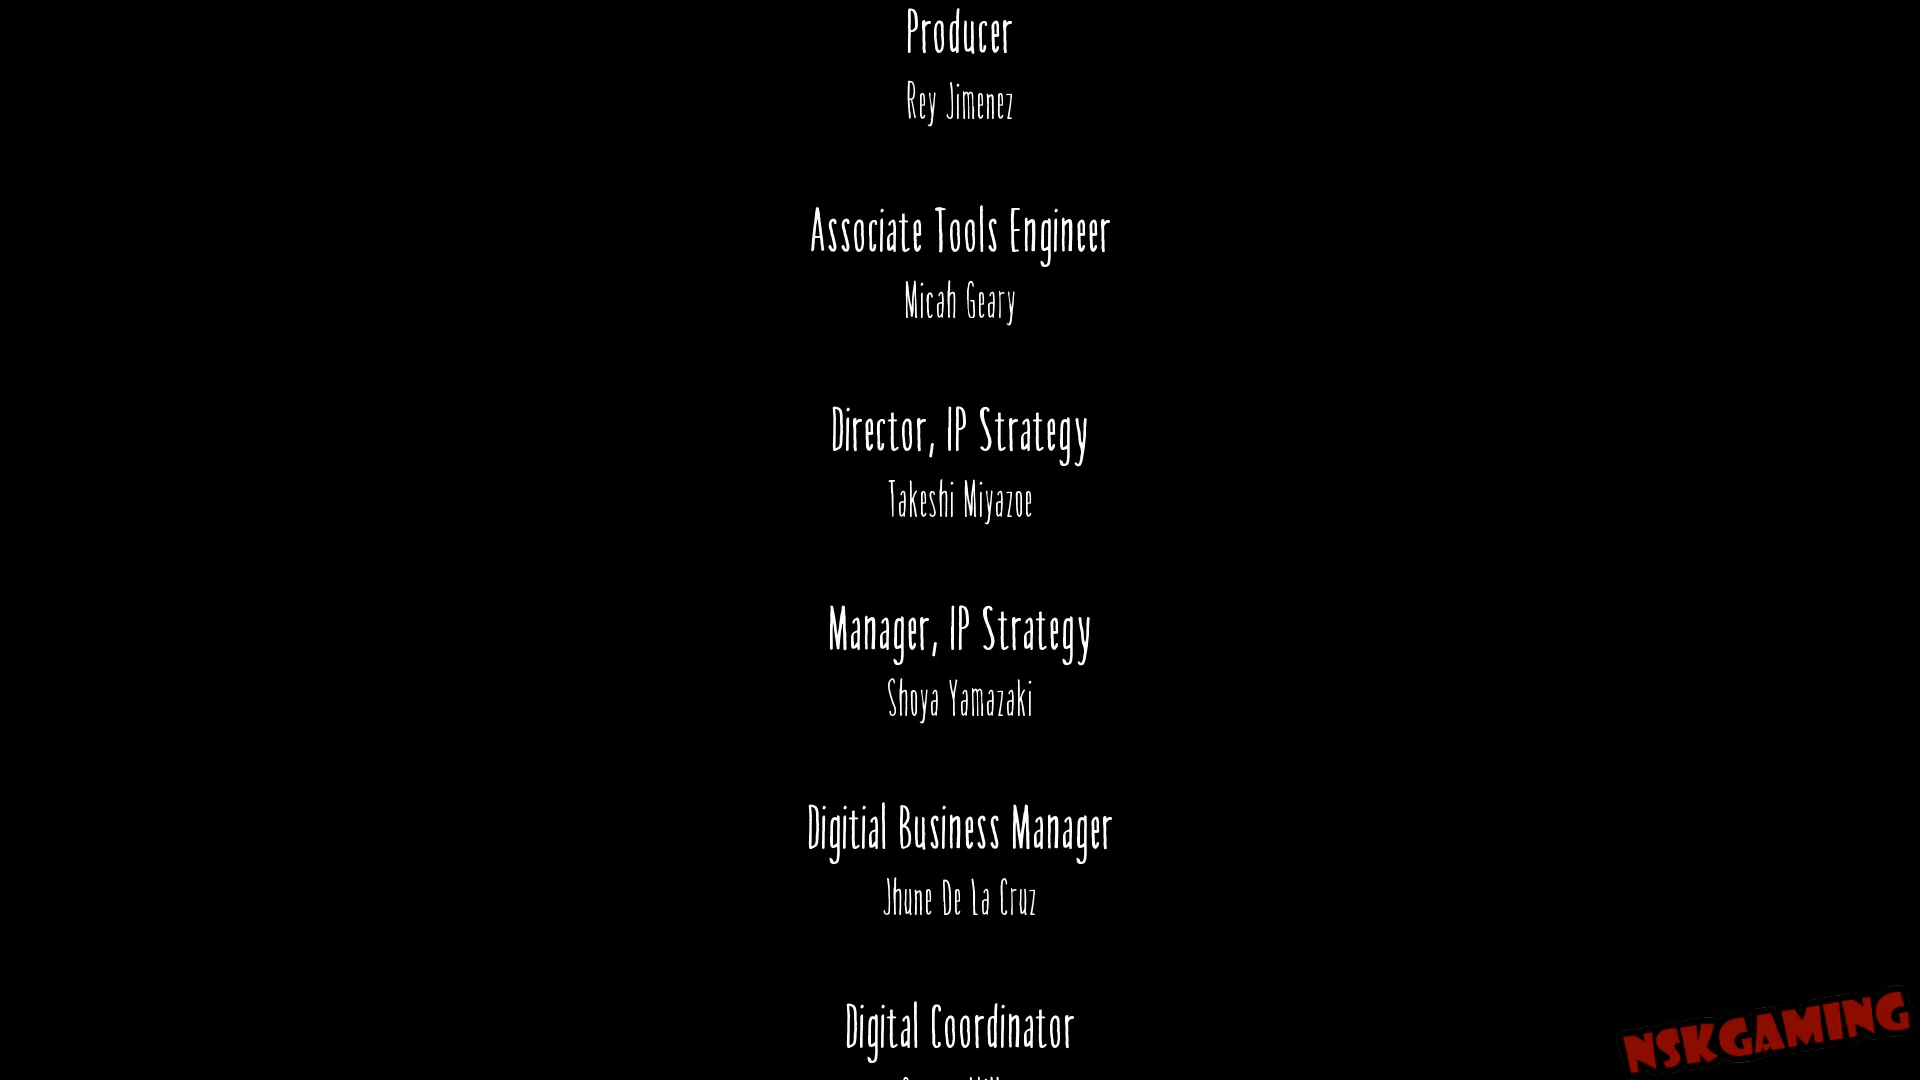 Producer
Rey Jimenez
Associate Tools Engineer
Micah Geary
Director, IP Strategy
Takeshi Miyazoe
Manager, IP Strategy
Shoya Yamazaki
Digitial Business Manager
Jhune De La Cruz
Digital Coordinator
NSKGAMING